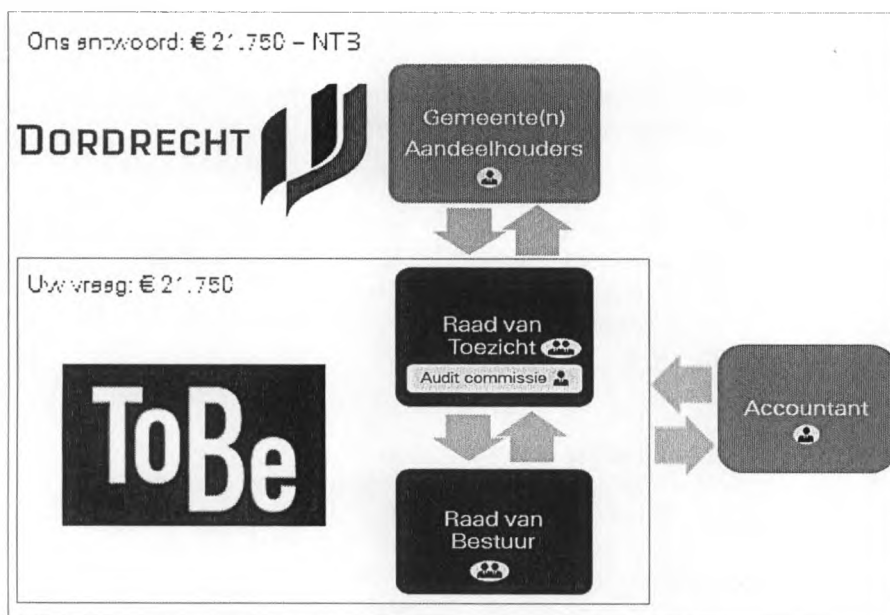 Ons antwoord: € 21.750 – NTB
DORDRECHT
Gemeente(n)
Aandeelhouders
Uw vraag: € 21.750
ToBe
Raad van
Toezicht
Audit commissie
Accountant
Raad van
Bestuur